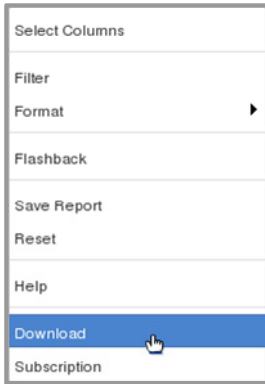 Select Columns
Filter
Format
Flashback
Save Report
Reset
Help
Download
Subscription